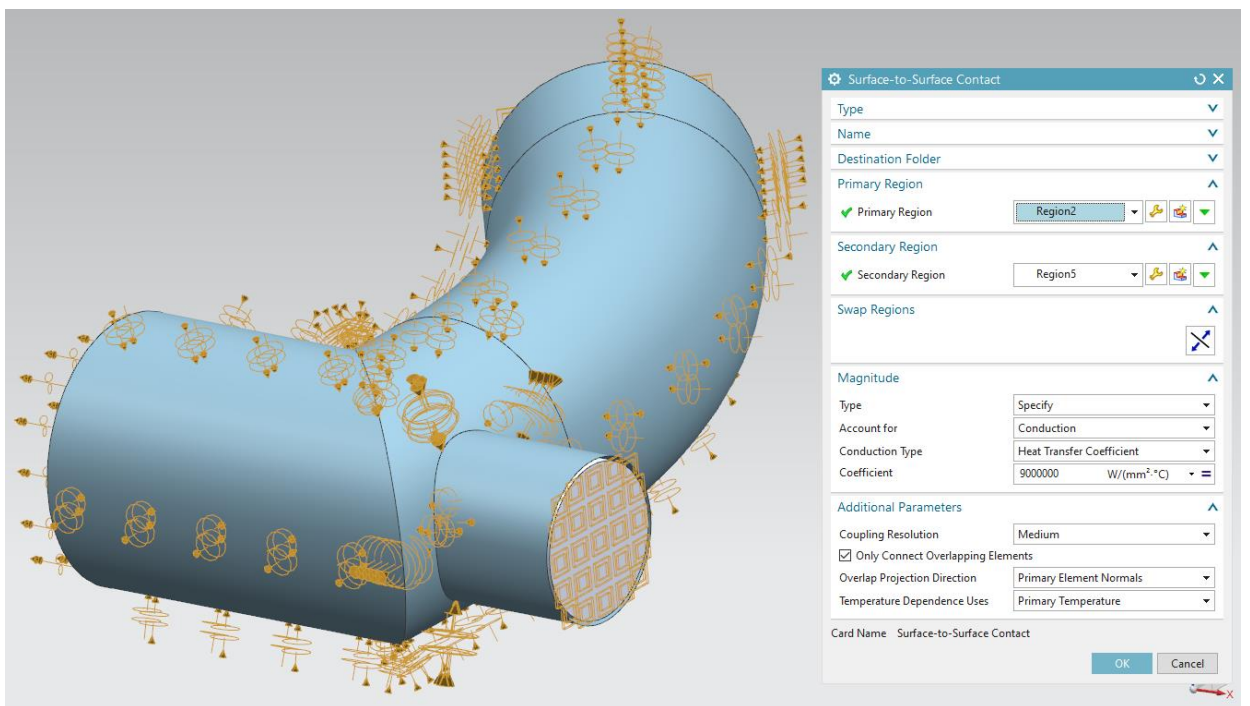 Surface-to-Surface Contact
Type
Name
Destination Folder
Primary Region
Primary Region Region2
Secondary Region
Secondary Region Region5
Swap Regions
Magnitude
Type Specify
Account for Conduction
Conduction Type Heat Transfer Coefficient
Coefficient 9000000 W/(mm²·°C) =
Additional Parameters
Coupling Resolution Medium
Only Connect Overlapping Elements
Overlap Projection Direction Primary Element Normals
Temperature Dependence Uses Primary Temperature
Card Name Surface-to-Surface Contact
OK Cancel
X